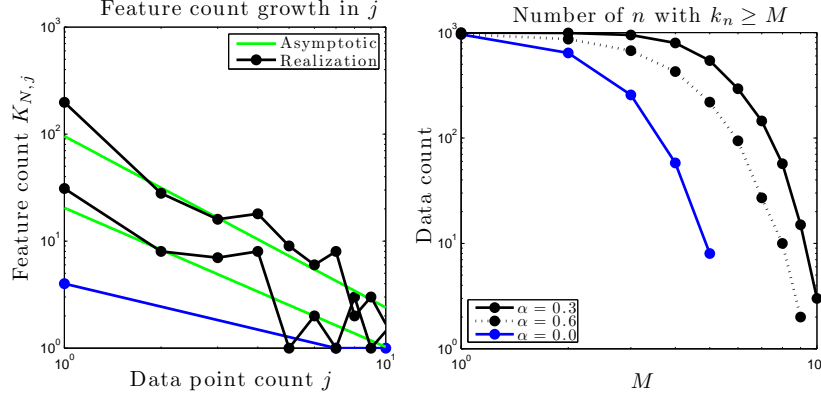 Feature count growth in j
Feature count K_{N,j}
10^3
10^2
10^1
10^0
Asymptotic
Realization
10^0
10^1
Data point count j
Number of n with k_n ≥ M
Data count
10^3
10^2
10^1
10^0
α = 0.3
α = 0.6
α = 0.0
10^0
10^1
M